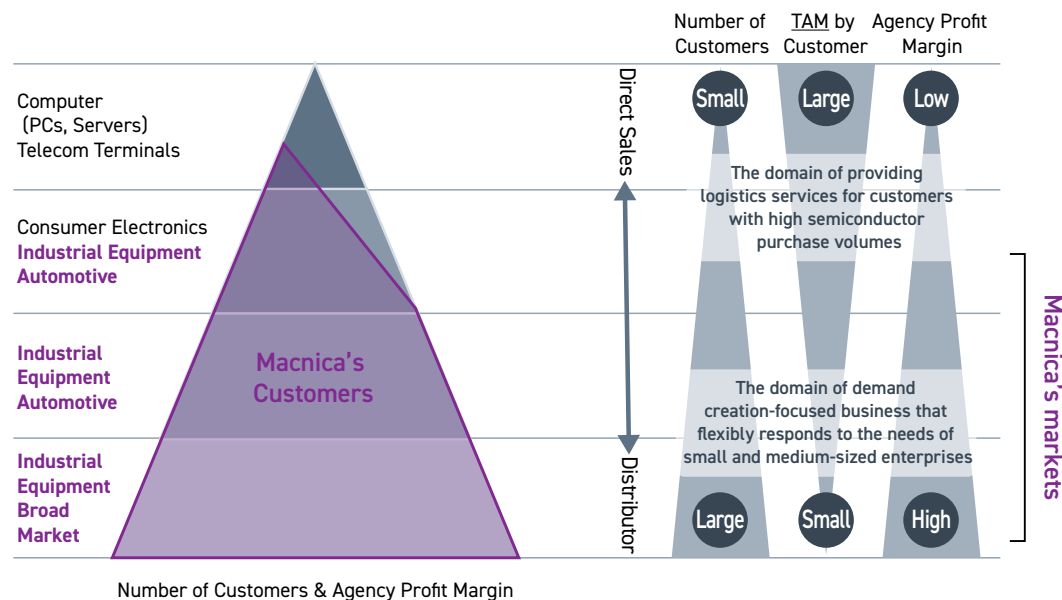 Number of
Customers
TAM by
Customer
Agency Profit
Margin
Computer
(PCs, Servers)
Telecom Terminals
Consumer Electronics
Industrial Equipment
Automotive
Industrial
Equipment
Automotive
Industrial
Equipment
Broad
Market
Macnica's
Customers
Number of Customers & Agency Profit Margin
Direct Sales
Distributor
Small
Large
Low
The domain of providing
logistics services for customers
with high semiconductor
purchase volumes
The domain of demand
creation-focused business that
flexibly responds to the needs of
small and medium-sized enterprises
Large
Small
High
Macnica's markets